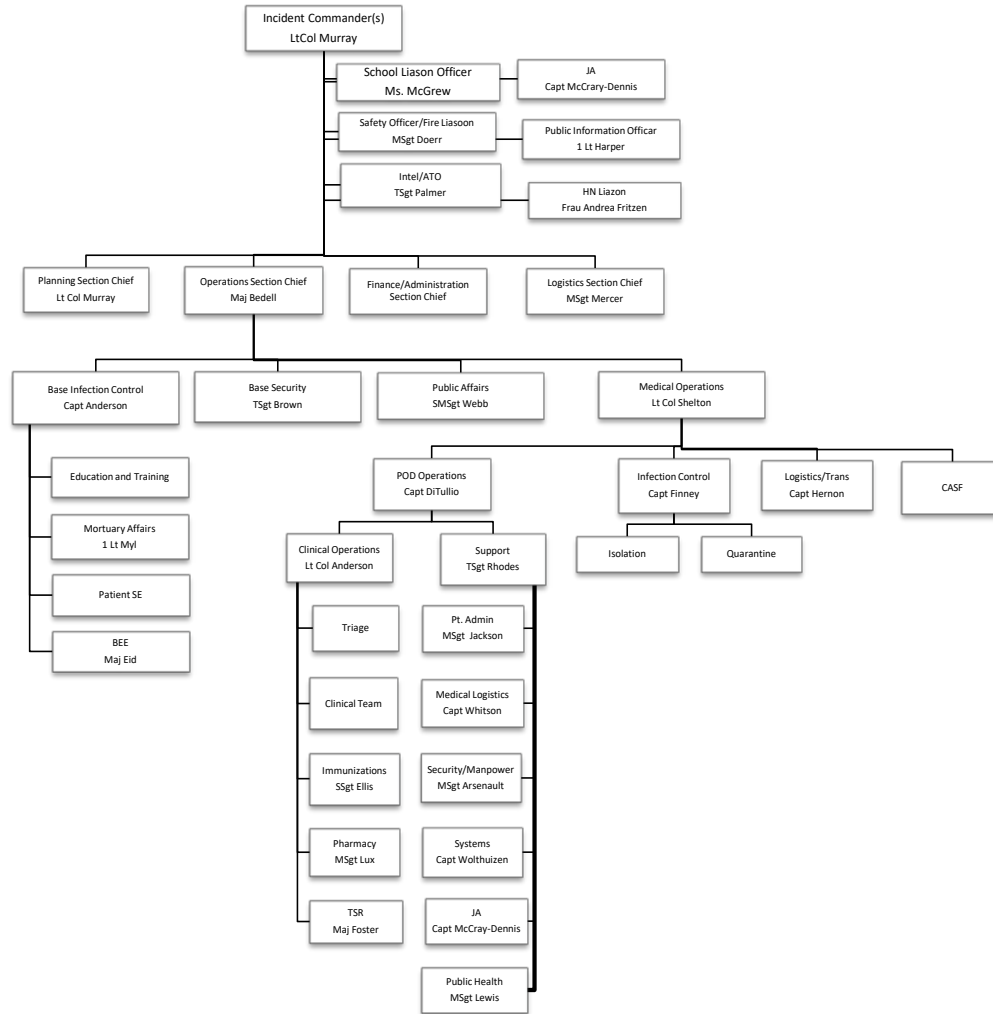 Incident Commander(s)
LtCol Murray
School Liason Officer
Ms. McGrew
JA
Capt McCrary-Dennis
Safety Officer/Fire Liasoon
MSgt Doerr
Public Information Officar
1 Lt Harper
Intel/ATO
TSgt Palmer
HN Liazon
Frau Andrea Fritzen
Planning Section Chief
Lt Col Murray
Operations Section Chief
Maj Bedell
Finance/Administration
Section Chief
Logistics Section Chief
MSgt Mercer
Base Infection Control
Capt Anderson
Base Security
TSgt Brown
Public Affairs
SMSgt Webb
Medical Operations
Lt Col Shelton
Education and Training
Mortuary Affairs
1 Lt Myl
Patient SE
BEE
Maj Eid
POD Operations
Capt DiTullio
Infection Control
Capt Finney
Logistics/Trans
Capt Hernon
CASF
Clinical Operations
Lt Col Anderson
Support
TSgt Rhodes
Isolation
Quarantine
Triage
Pt. Admin
MSgt Jackson
Clinical Team
Medical Logistics
Capt Whitson
Immunizations
SSgt Ellis
Security/Manpower
MSgt Arsenault
Pharmacy
MSgt Lux
Systems
Capt Wolthuizen
TSR
Maj Foster
JA
Capt McCray-Dennis
Public Health
MSgt Lewis